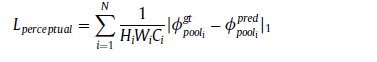 L_{perceptual} = \sum_{i=1}^{N} \frac{1}{H_i W_i C_i} |\phi^{gt}_{pool_i} - \phi^{pred}_{pool_i}|_1